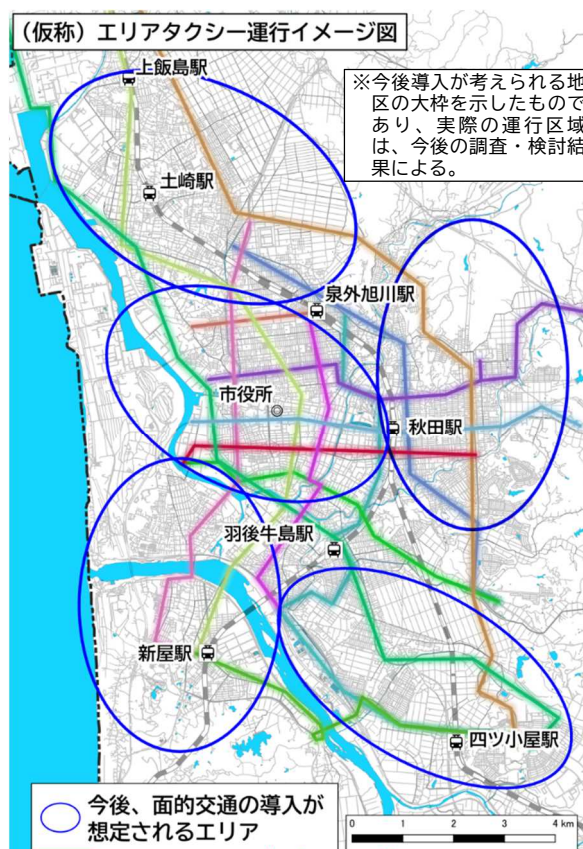 (仮称)エリアタクシー運行イメージ図
※今後導入が考えられる地
区の大枠を示したもので
あり、実際の運行区域
は、今後の調査・検討結
果による。
上飯島駅
土崎駅
泉外旭川駅
市役所
秋田駅
羽後牛島駅
新屋駅
四ツ小屋駅
今後、面的交通の導入が
想定されるエリア
0 1 2 3 4 km